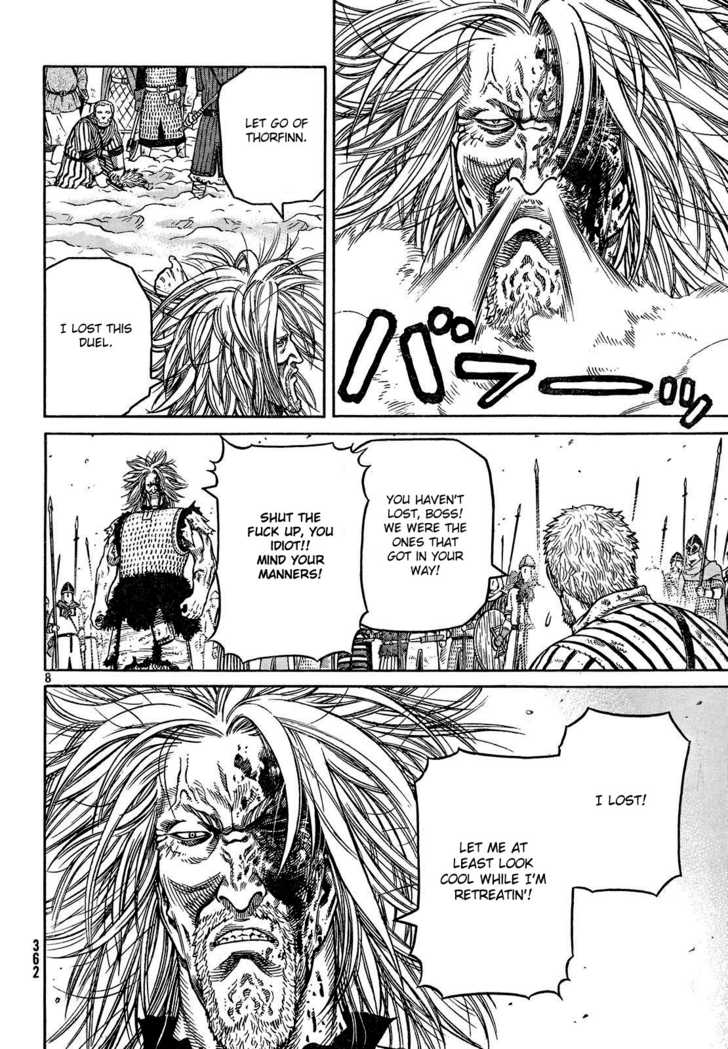 バフーッ
LET GO OF
THORFINN.
I LOST THIS
DUEL.
YOU HAVEN'T
LOST, BOSS!
WE WERE THE
ONES THAT
GOT IN YOUR
WAY!
SHUT THE
FUCK UP, YOU
IDIOT!!
MIND YOUR
MANNERS!
8
I LOST!
LET ME AT
LEAST LOOK
COOL WHILE I'M
RETREATIN'!
362